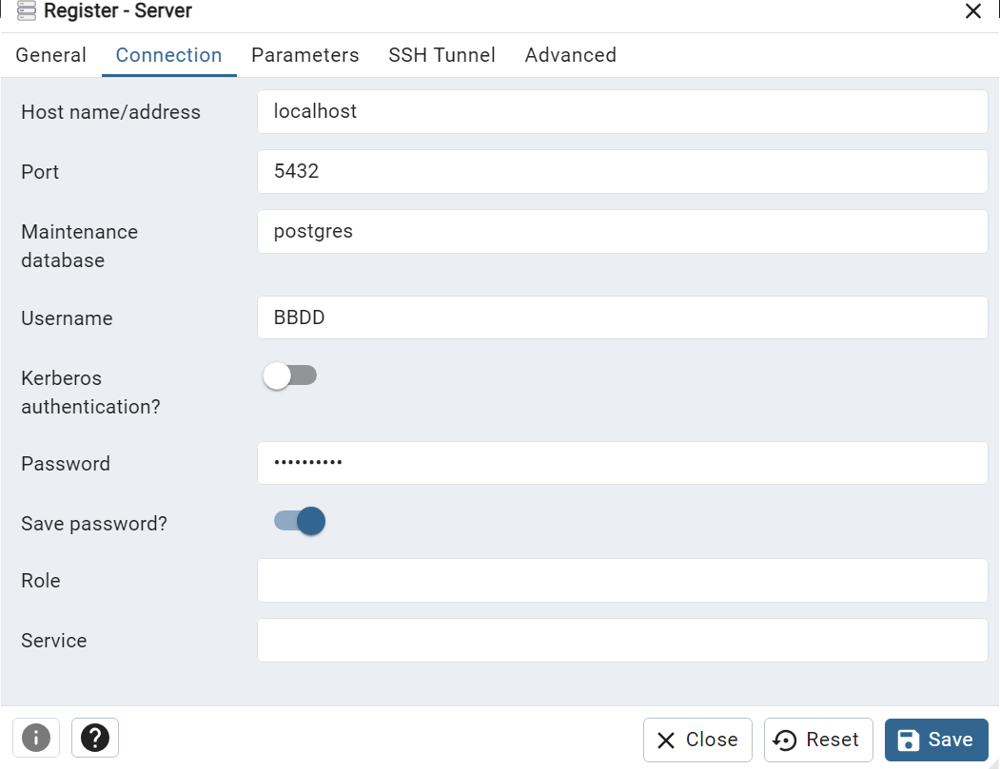 Register - Server
General Connection Parameters SSH Tunnel Advanced
Host name/address localhost
Port 5432
Maintenance postgres
database
Username BBDD
Kerberos
authentication?
Password ••••••••••
Save password?
Role
Service
Close Reset Save